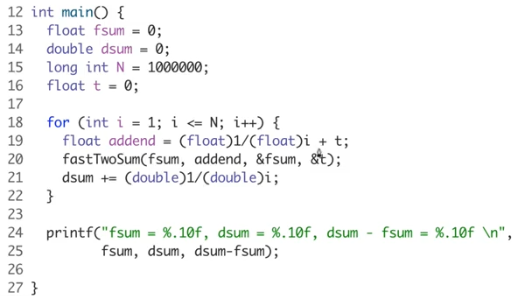 12 int main() {
13   float fsum = 0;
14   double dsum = 0;
15   long int N = 1000000;
16   float t = 0;
17
18   for (int i = 1; i <= N; i++) {
19     float addend = (float)1/(float)i + t;
20     fastTwoSum(fsum, addend, &fsum, &t);
21     dsum += (double)1/(double)i;
22   }
23
24   printf("fsum = %.10f, dsum = %.10f, dsum - fsum = %.10f \n",
25         fsum, dsum, dsum-fsum);
26
27 }